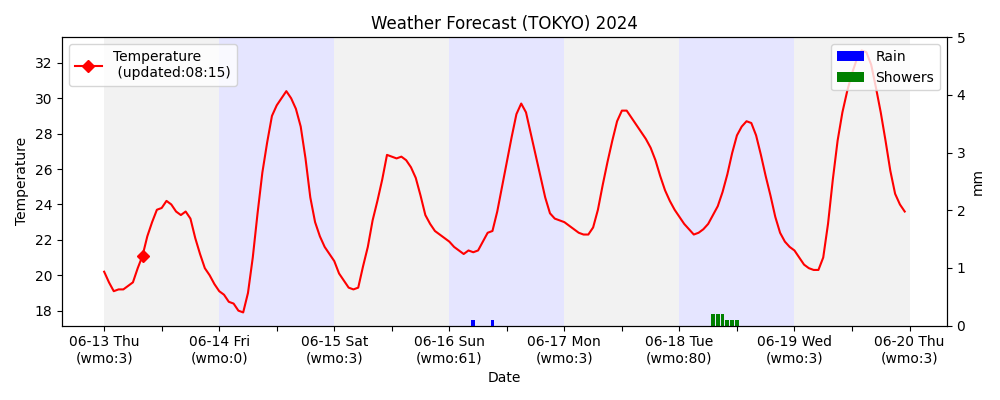 Weather Forecast (TOKYO) 2024
Temperature
(updated:08:15)
Rain
Showers
Temperature
32
30
28
26
24
22
20
18
5
4
3
2
1
0
mm
06-13 Thu
(wmo:3)
06-14 Fri
(wmo:0)
06-15 Sat
(wmo:3)
06-16 Sun
(wmo:61)
06-17 Mon
(wmo:3)
06-18 Tue
(wmo:80)
06-19 Wed
(wmo:3)
06-20 Thu
(wmo:3)
Date